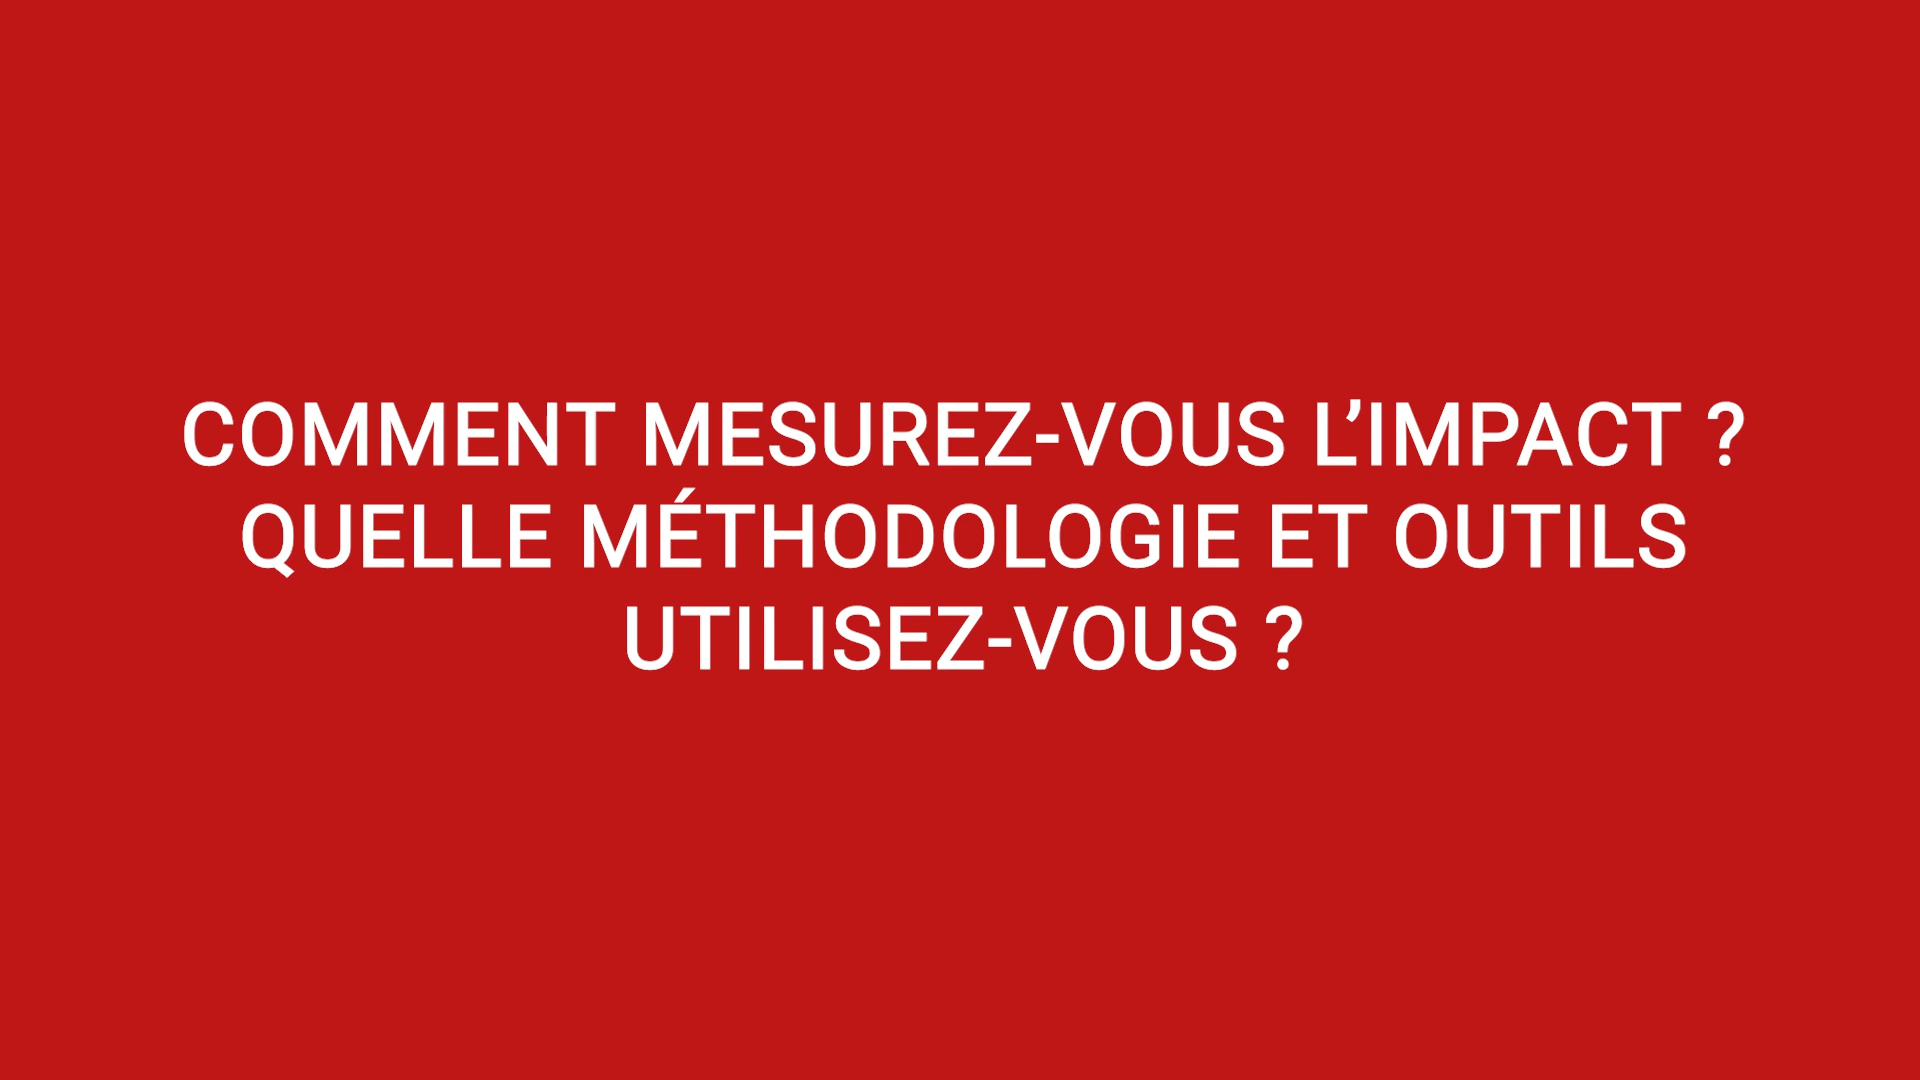 COMMENT MESUREZ-VOUS L’IMPACT ?
QUELLE MÉTHODOLOGIE ET OUTILS
UTILISEZ-VOUS ?